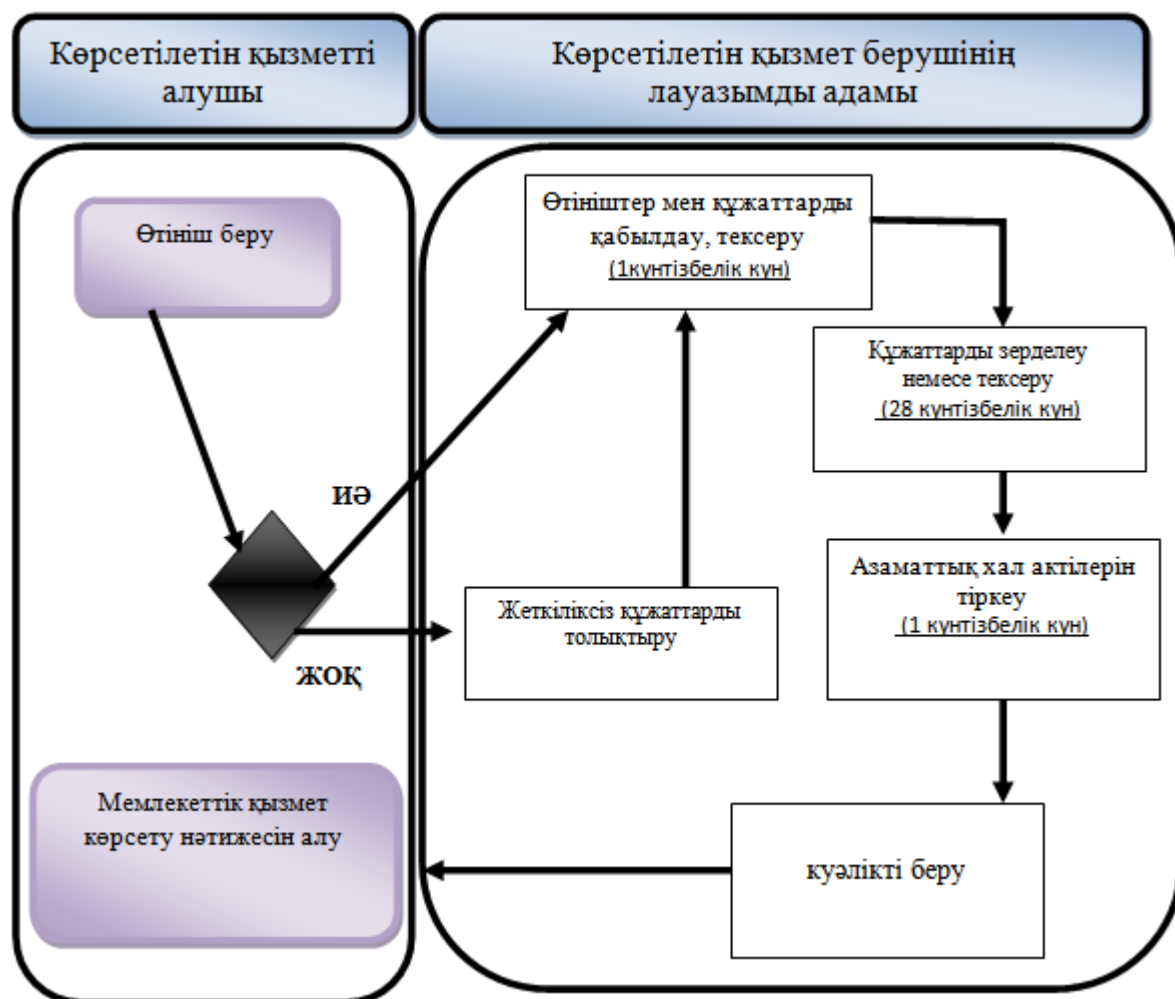 Көрсетілетін қызметті
алушы
Көрсетілетін қызмет берушінің
лауазымды адамы
Өтініш беру
Өтініштер мен құжаттарды
қабылдау, тексеру
(1күнтізбелік күн)
Құжаттарды зерделеу
немесе тексеру
(28 күнтізбелік күн)
иә
Азаматтық хал актілерін
тіркеу
(1 күнтізбелік күн)
Жеткіліксіз құжаттарды
толықтыру
жоқ
Мемлекеттік қызмет
көрсету нәтижесін алу
куәлікті беру